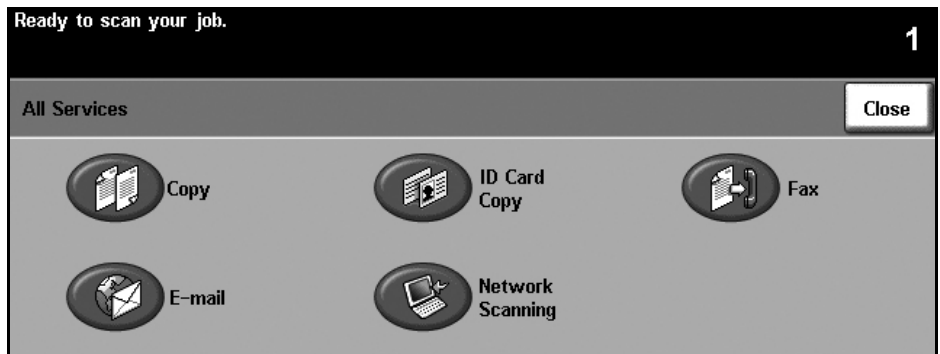 Ready to scan your job.
1
All Services
Close
Copy
ID Card
Copy
Fax
E-mail
Network
Scanning